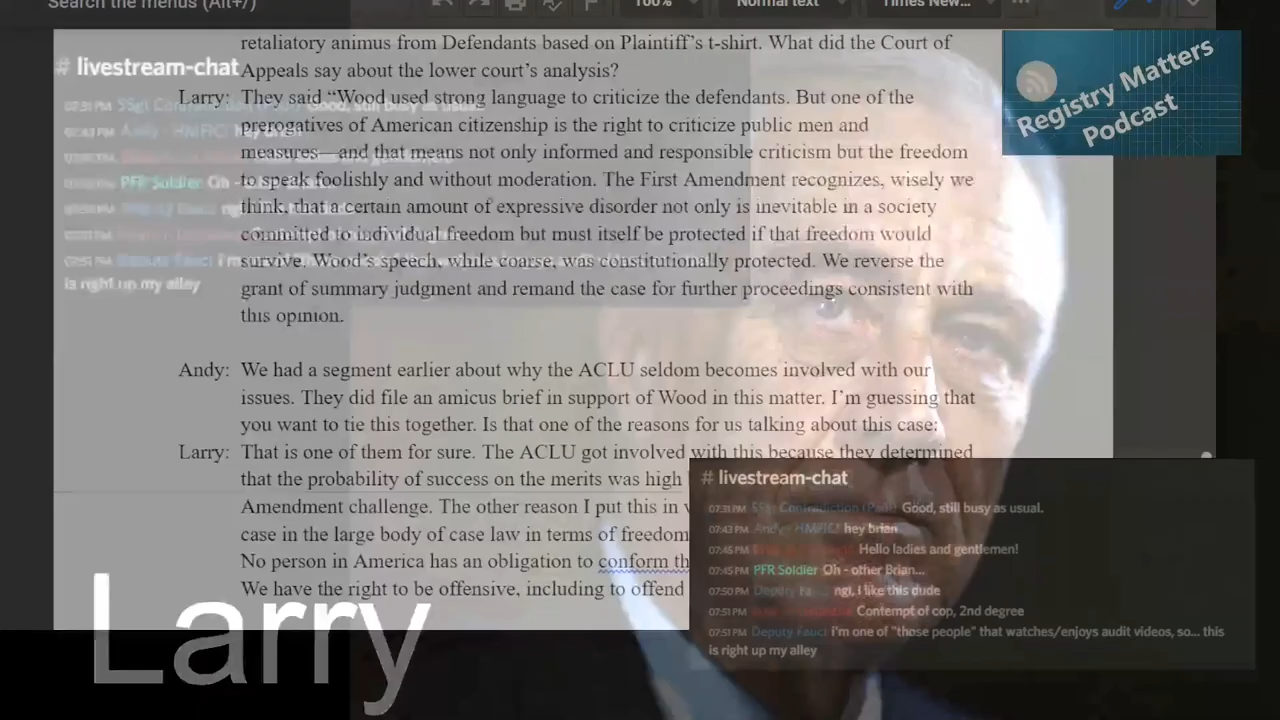 Search the menus (Alt+/)
100%
Normal text
Times New...
retaliatory animus from Defendants based on Plaintiff's t-shirt. What did the Court of
Appeals say about the lower court's analysis?
Larry: They said “Wood used strong language to criticize the defendants. But one of the
prerogatives of American citizenship is the right to criticize public men and
measures—and that means not only informed and responsible criticism but the freedom
to speak foolishly and without moderation. The First Amendment recognizes, wisely we
think, that a certain amount of expressive disorder not only is inevitable in a society
committed to individual freedom but must itself be protected if that freedom would
survive. Wood's speech, while coarse, was constitutionally protected. We reverse the
grant of summary judgment and remand the case for further proceedings consistent with
this opinion.
Andy: We had a segment earlier about why the ACLU seldom becomes involved with our
issues. They did file an amicus brief in support of Wood in this matter. I'm guessing that
you want to tie this together. Is that one of the reasons for us talking about this case:
Larry: That is one of them for sure. The ACLU got involved with this because they determined
that the probability of success on the merits was high
Amendment challenge. The other reason I put this in
case in the large body of case law in terms of freedom
No person in America has an obligation to conform th
We have the right to be offensive, including to offend
# livestream-chat
PFR Soldier Oh -
is right up my alley
Registry Matters
Podcast
# livestream-chat
07:31 PM SSgt Contradiction (Paul) Good, still busy as usual.
07:43 PM Andy - HMFIC! hey brian
07:45 PM Hello ladies and gentlemen!
07:45 PM PFR Soldier Oh - other Brian...
07:50 PM Deputy ngl, I like this dude
07:51 PM Contempt of cop, 2nd degree
07:51 PM Deputy Fauci I'm one of "those people" that watches/enjoys audit videos, so... this
is right up my alley
Larry